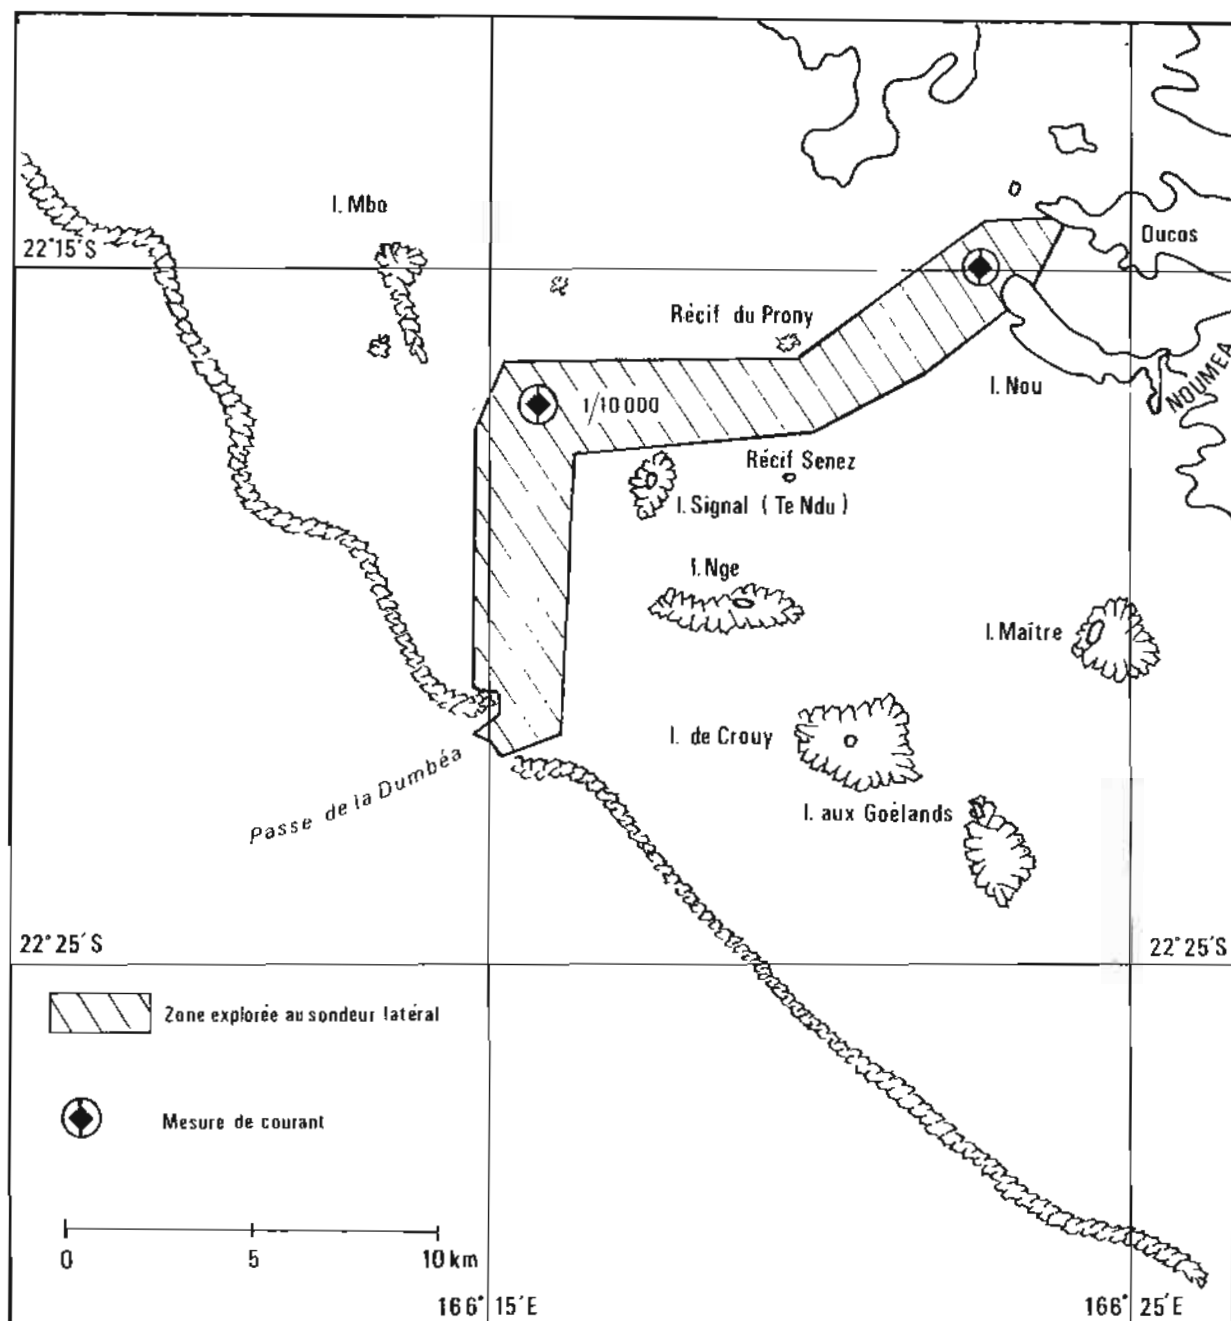 I. Mbo
22°15'S
Oucos
Récif du Prony
I. Nou
NOUMEA
1/10 000
Récif Senez
I. Signal (Te Ndu)
I. Nge
I. Maître
I. de Crouy
Passe de la Dumbéa
I. aux Goélands
22°25'S
22°25'S
Zone explorée au sondeur latéral
Mesure de courant
0 5 10 km
166° 15'E
166° 25'E